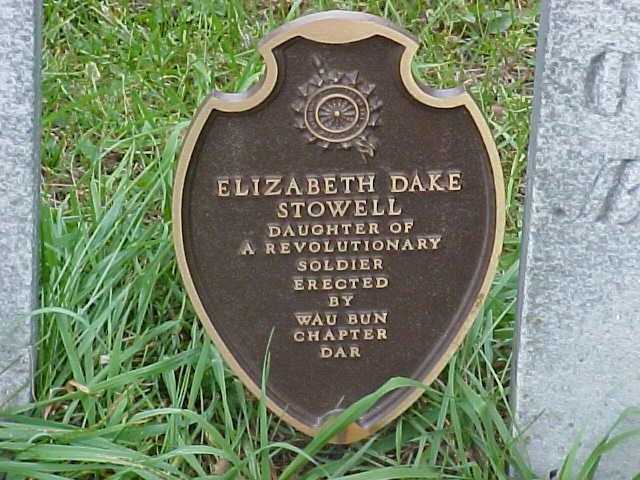 ELIZABETH DAKE
STOWELL
DAUGHTER OF
A REVOLUTIONARY
SOLDIER
ERECTED
BY
WAU BUN
CHAPTER
DAR